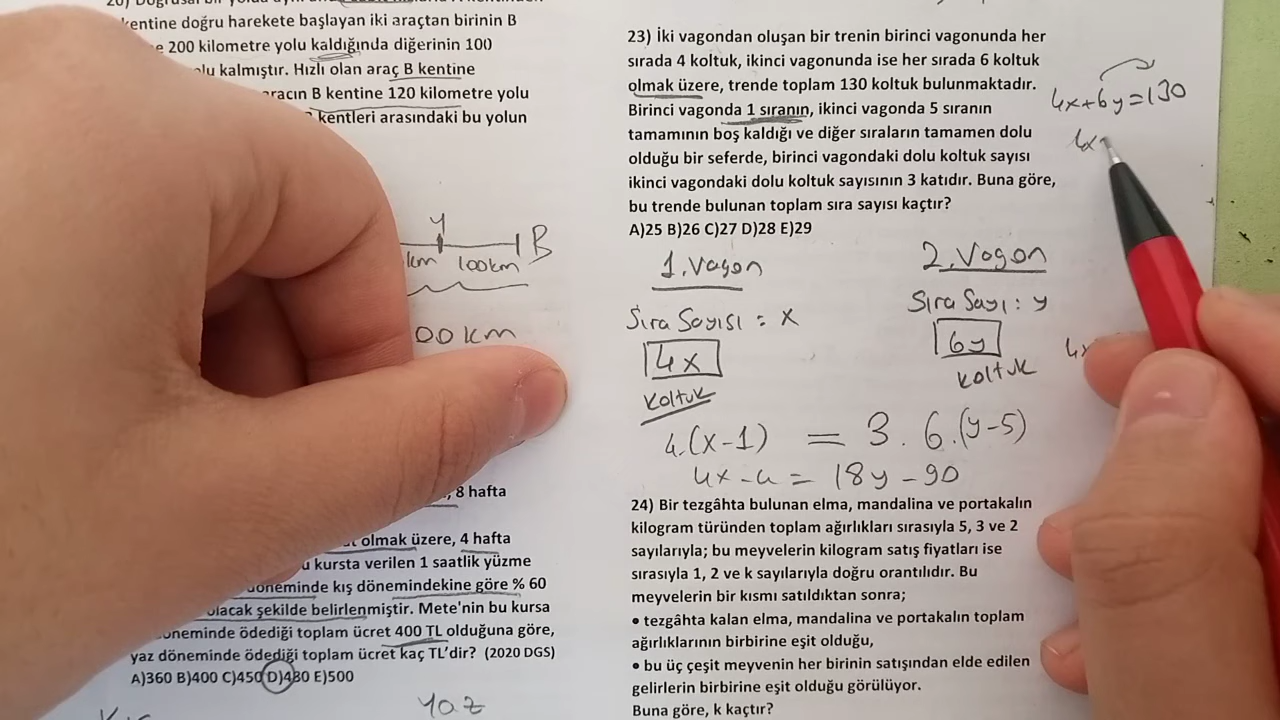 kentine doğru harekete başlayan iki araçtan birinin B
200 kilometre yolu kaldığında diğerinin 100
kalmıştır. Hızlı olan araç B kentine
aracın B kentine 120 kilometre yolu
kentleri arasındaki bu yolun
y
km 100km B
00 km
, 8 hafta
olmak üzere, 4 hafta
kursta verilen 1 saatlik yüzme
döneminde kış dönemindekine göre % 60
olacak şekilde belirlenmiştir. Mete'nin bu kursa
döneminde ödediği toplam ücret 400 TL olduğuna göre,
yaz döneminde ödediği toplam ücret kaç TL'dir? (2020 DGS)
A)360 B)400 C)450 D)480 E)500
Yaz
23) İki vagondan oluşan bir trenin birinci vagonunda her
sırada 4 koltuk, ikinci vagonunda ise her sırada 6 koltuk
olmak üzere, trende toplam 130 koltuk bulunmaktadır.
Birinci vagonda 1 sıranın, ikinci vagonda 5 sıranın
tamamının boş kaldığı ve diğer sıraların tamamen dolu
olduğu bir seferde, birinci vagondaki dolu koltuk sayısı
ikinci vagondaki dolu koltuk sayısının 3 katıdır. Buna göre,
bu trende bulunan toplam sıra sayısı kaçtır?
A)25 B)26 C)27 D)28 E)29
4x+6y=130
4x
1. Vagon
Sıra Sayısı = x
4x
koltuk
2. Vagon
Sıra Sayı : y
6y
koltuk
4x
4.(x-1) = 3.6.(y-5)
4x-4 = 18y-90
24) Bir tezgâhta bulunan elma, mandalina ve portakalın
kilogram türünden toplam ağırlıkları sırasıyla 5, 3 ve 2
sayılarıyla; bu meyvelerin kilogram satış fiyatları ise
sırasıyla 1, 2 ve k sayılarıyla doğru orantılıdır. Bu
meyvelerin bir kısmı satıldıktan sonra;
• tezgâhta kalan elma, mandalina ve portakalın toplam
ağırlıklarının birbirine eşit olduğu,
• bu üç çeşit meyvenin her birinin satışından elde edilen
gelirlerin birbirine eşit olduğu görülüyor.
Buna göre, k kaçtır?